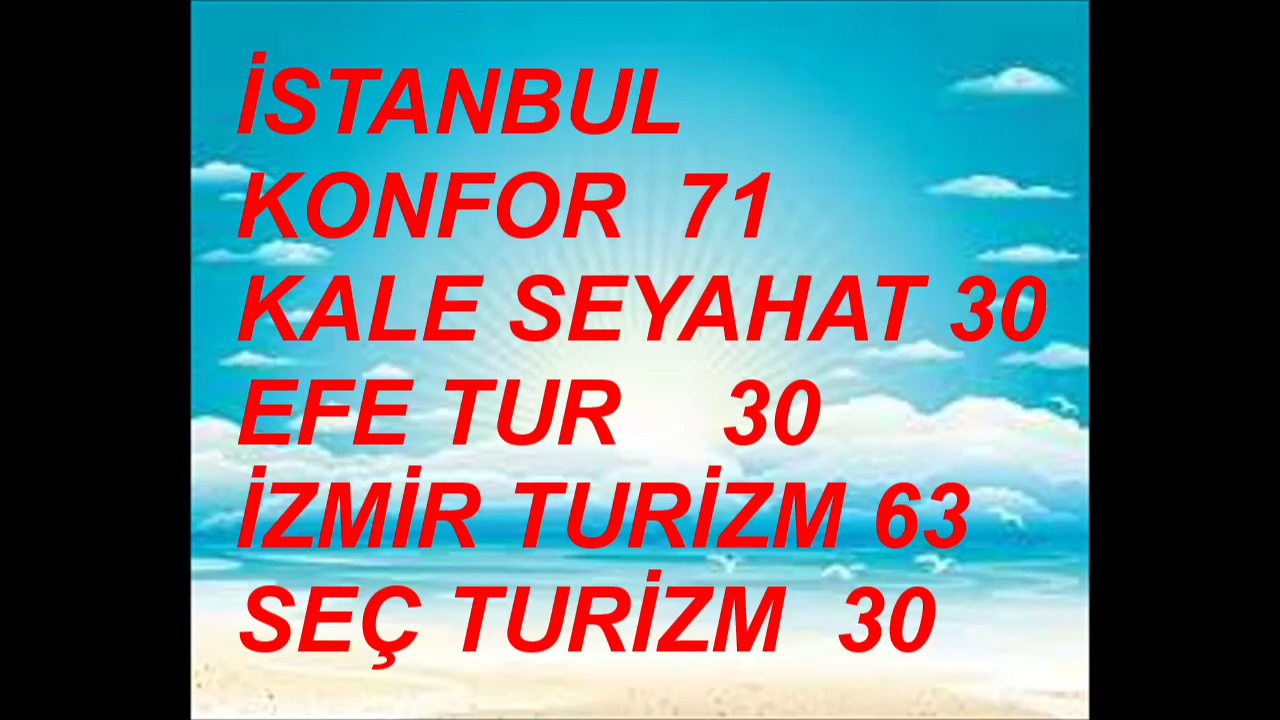 İSTANBUL
KONFOR 71
KALE SEYAHAT 30
EFE TUR 30
İZMİR TURİZM 63
SEÇ TURİZM 30